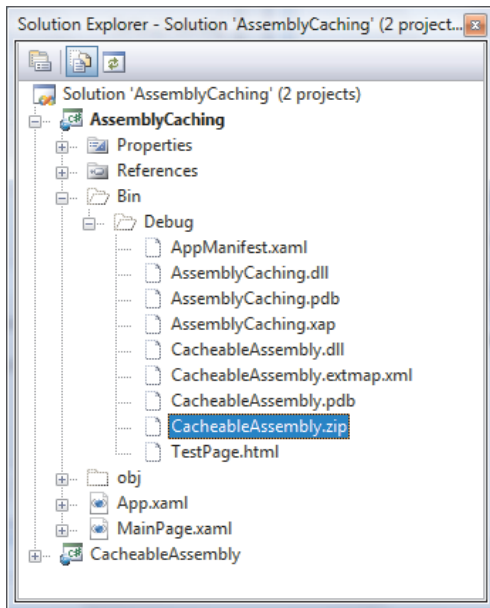 Solution Explorer - Solution 'AssemblyCaching' (2 project...
Solution 'AssemblyCaching' (2 projects)
AssemblyCaching
Properties
References
Bin
Debug
AppManifest.xaml
AssemblyCaching.dll
AssemblyCaching.pdb
AssemblyCaching.xap
CacheableAssembly.dll
CacheableAssembly.extmap.xml
CacheableAssembly.pdb
CacheableAssembly.zip
TestPage.html
obj
App.xaml
MainPage.xaml
CacheableAssembly